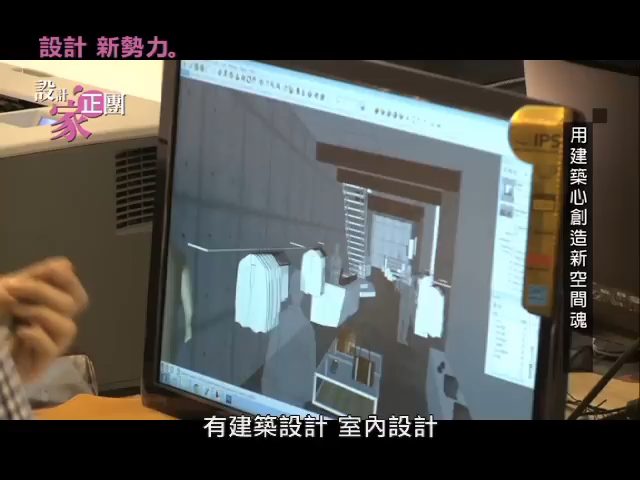 設計 新勢力。
設計
家正團
IPS
用建築心創造新空間魂
有建築設計 室內設計